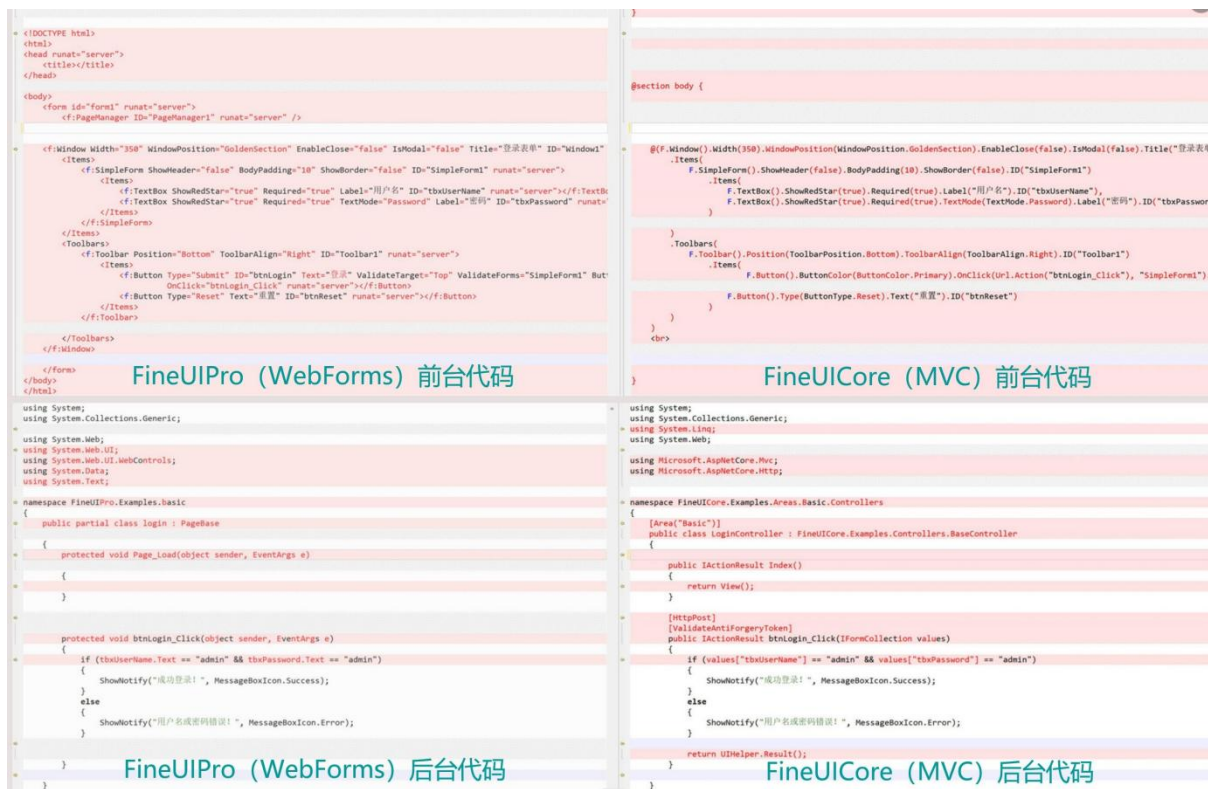 <!DOCTYPE html>
<html>
<head runat="server">
<title></title>
</head>
<body>
<form id="form1" runat="server">
<f:PageManager ID="PageManager1" runat="server" />
<f:Window Width="350" WindowPosition="GoldenSection" EnableClose="false" IsModal="false" Title="登录表单" ID="Window1"
<Items>
<f:SimpleForm ShowHeader="false" BodyPadding="10" ShowBorder="false" ID="SimpleForm1" runat="server">
<Items>
<f:TextBox ShowRedStar="true" Required="true" Label="用户名" ID="tbxUserName" runat="server"></f:TextBo
<f:TextBox ShowRedStar="true" Required="true" TextMode="Password" Label="密码" ID="tbxPassword" runat=
</Items>
</f:SimpleForm>
</Items>
<Toolbars>
<f:Toolbar Position="Bottom" ToolbarAlign="Right" ID="Toolbar1" runat="server">
<Items>
<f:Button Type="Submit" ID="btnLogin" Text="登录" ValidateTarget="Top" ValidateForms="SimpleForm1" But
OnClick="btnLogin_Click" runat="server"></f:Button>
<f:Button Type="Reset" Text="重置" ID="btnReset" runat="server"></f:Button>
</Items>
</f:Toolbar>
</Toolbars>
</f:Window>
</form>
</body>
</html>
FineUIPro（WebForms）前台代码
}
@section body {
@(F.Window().Width(350).WindowPosition(WindowPosition.GoldenSection).EnableClose(false).IsModal(false).Title("登录表单
.Items(
F.SimpleForm().ShowHeader(false).BodyPadding(10).ShowBorder(false).ID("SimpleForm1")
.Items(
F.TextBox().ShowRedStar(true).Required(true).Label("用户名").ID("tbxUserName"),
F.TextBox().ShowRedStar(true).Required(true).TextMode(TextMode.Password).Label("密码").ID("tbxPasswor
)
)
.Toolbars(
F.Toolbar().Position(ToolbarPosition.Bottom).ToolbarAlign(ToolbarAlign.Right).ID("Toolbar1")
.Items(
F.Button().ButtonColor(ButtonColor.Primary).OnClick(Url.Action("btnLogin_Click"), "SimpleForm1")
F.Button().Type(ButtonType.Reset).Text("重置").ID("btnReset")
)
)
)
<br>
}
FineUICore（MVC）前台代码
using System;
using System.Collections.Generic;
using System.Web;
using System.Web.UI;
using System.Web.UI.WebControls;
using System.Data;
using System.Text;
namespace FineUIPro.Examples.basic
{
public partial class login : PageBase
{
protected void Page_Load(object sender, EventArgs e)
{
}
protected void btnLogin_Click(object sender, EventArgs e)
{
if (tbxUserName.Text == "admin" && tbxPassword.Text == "admin")
{
ShowNotify("成功登录！", MessageBoxIcon.Success);
}
else
{
ShowNotify("用户名或密码错误！", MessageBoxIcon.Error);
}
}
}
FineUIPro（WebForms）后台代码
using System;
using System.Collections.Generic;
using System.Linq;
using System.Web;
using Microsoft.AspNetCore.Mvc;
using Microsoft.AspNetCore.Http;
namespace FineUICore.Examples.Areas.Basic.Controllers
{
[Area("Basic")]
public class LoginController : FineUICore.Examples.Controllers.BaseController
{
public IActionResult Index()
{
return View();
}
[HttpPost]
[ValidateAntiForgeryToken]
public IActionResult btnLogin_Click(IFormCollection values)
{
if (values["tbxUserName"] == "admin" && values["tbxPassword"] == "admin")
{
ShowNotify("成功登录！", MessageBoxIcon.Success);
}
else
{
ShowNotify("用户名或密码错误！", MessageBoxIcon.Error);
}
return UIHelper.Result();
}
}
FineUICore（MVC）后台代码